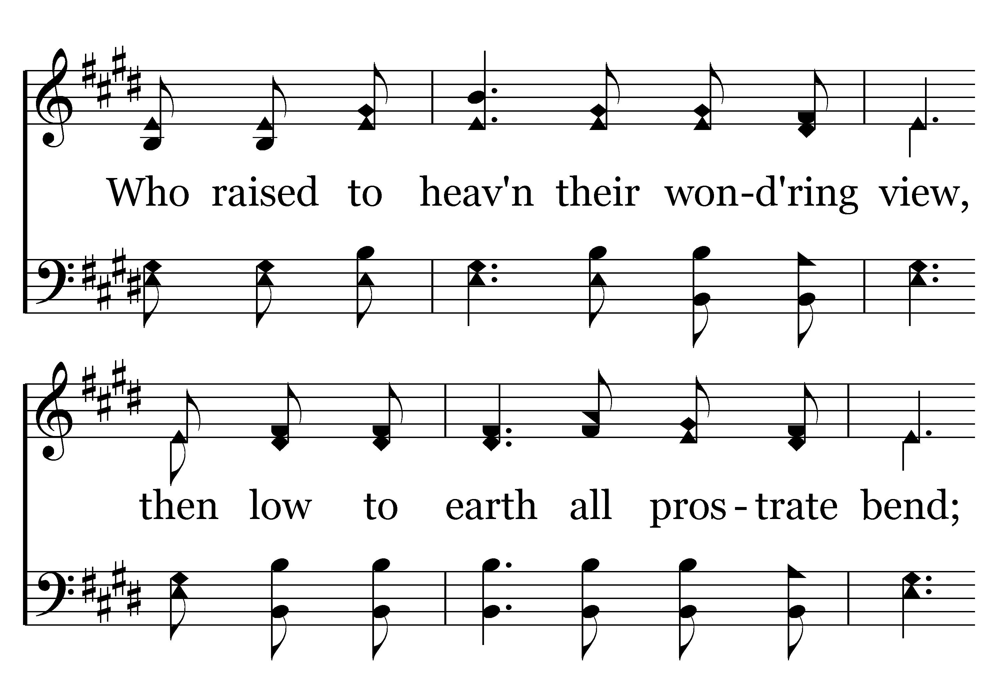 Who raised to heav'n their won-d'ring view,
then low to earth all pros-trate bend;